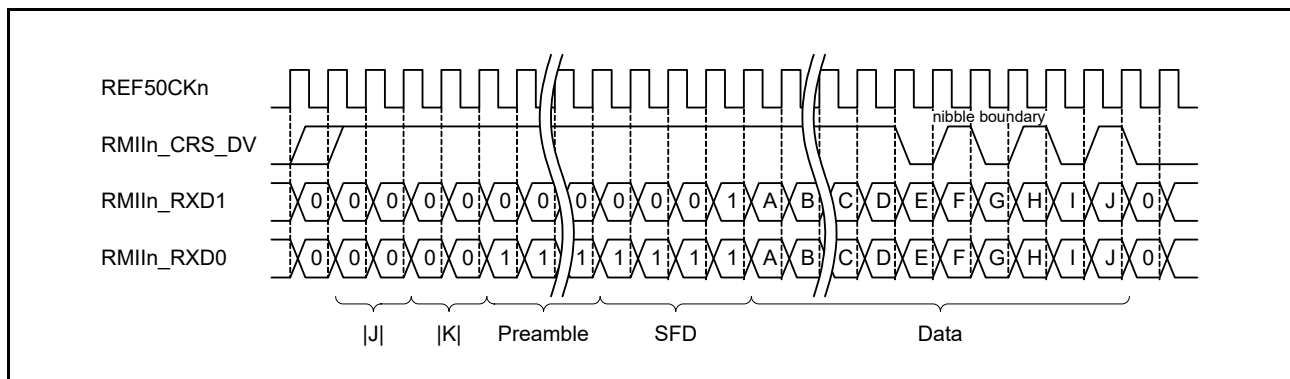 REF50CKn
nibble boundary
RMIIn_CRS_DV
RMIIn_RXD1 0 0 0 0 0 0 0 0 0 0 0 1 A B C D E F G H I J 0
RMIIn_RXD0 0 0 0 0 0 1 1 1 1 1 1 1 A B C D E F G H I J 0
|J| |K| Preamble SFD Data